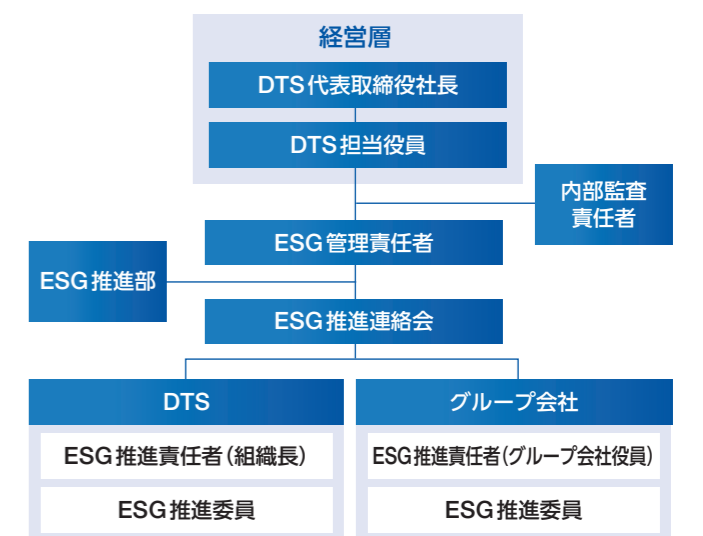 経営層
DTS代表取締役社長
DTS担当役員
内部監査
責任者
ESG管理責任者
ESG推進部
ESG推進連絡会
DTS
グループ会社
ESG推進責任者(組織長)
ESG推進責任者(グループ会社役員)
ESG推進委員
ESG推進委員